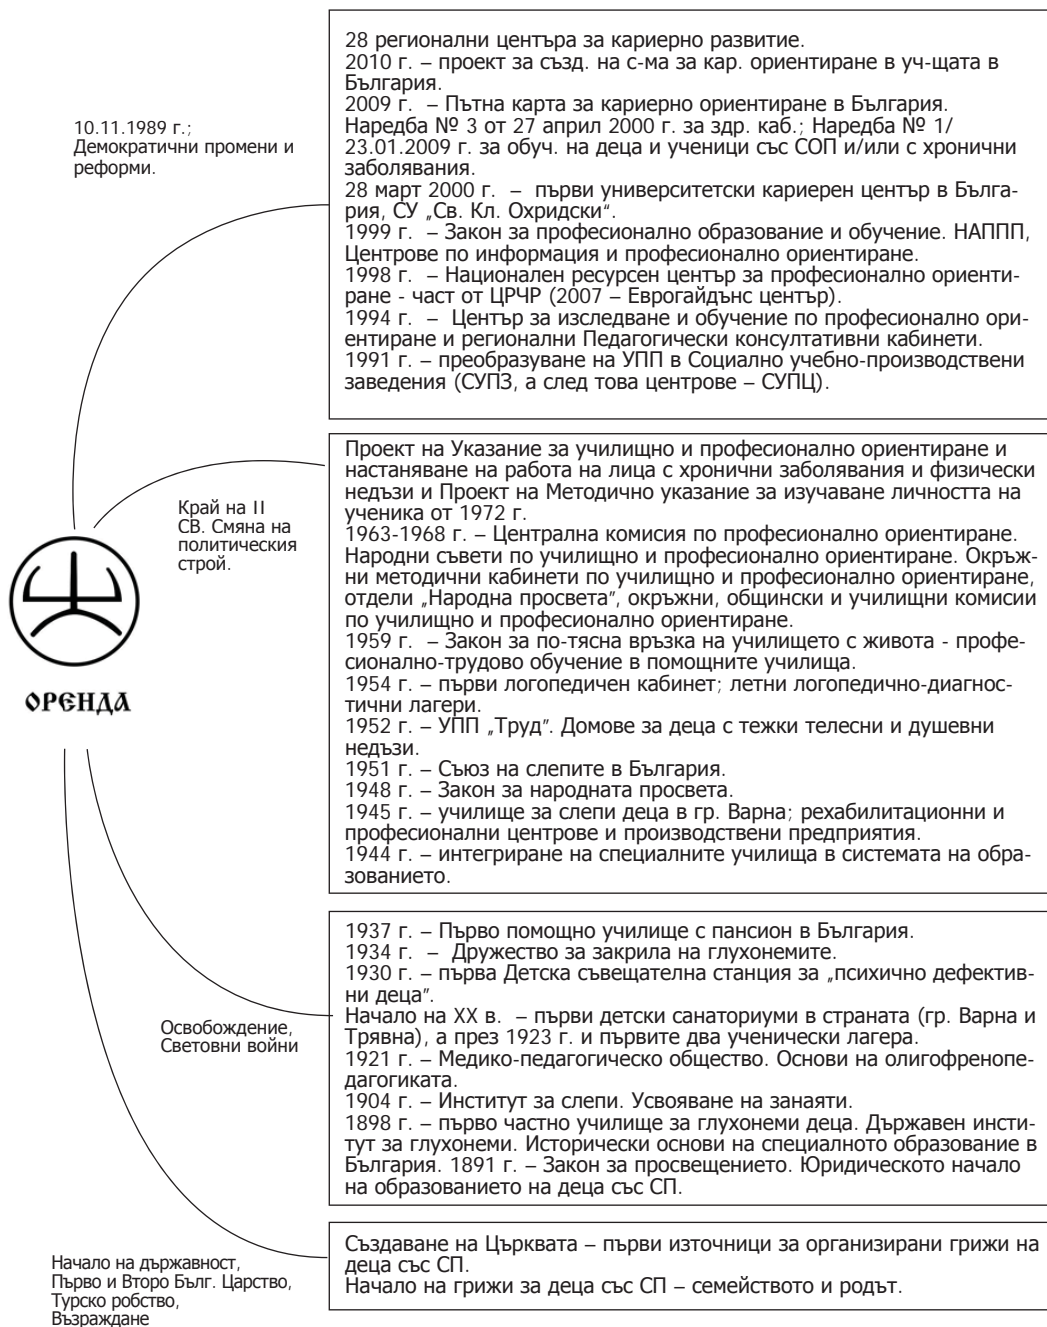 28 регионални центъра за кариерно развитие.
2010 г. – проект за създ. на с-ма за кар. ориентиране в уч-щата в
България.
2009 г. – Пътна карта за кариерно ориентиране в България.
Наредба № 3 от 27 април 2000 г. за здр. каб.; Наредба № 1/
23.01.2009 г. за обуч. на деца и ученици със СОП и/или с хронични
заболявания.
28 март 2000 г. – първи университетски кариерен център в Бълга-
рия, СУ „Св. Кл. Охридски“.
1999 г. – Закон за професионално образование и обучение. НАППП,
Центрове по информация и професионално ориентиране.
1998 г. – Национален ресурсен център за професионално ориенти-
ране - част от ЦРЧР (2007 – Еврогайдънс център).
1994 г. – Център за изследване и обучение по професионално ори-
ентиране и регионални Педагогически консултативни кабинети.
1991 г. – преобразуване на УПП в Социално учебно-производствени
заведения (СУПЗ, а след това центрове – СУПЦ).
10.11.1989 г.;
Демократични промени и
реформи.
Проект на Указание за училищно и професионално ориентиране и
настаняване на работа на лица с хронични заболявания и физически
недъзи и Проект на Методично указание за изучаване личността на
ученика от 1972 г.
1963-1968 г. – Централна комисия по професионално ориентиране.
Народни съвети по училищно и професионално ориентиране. Окръж-
ни методични кабинети по училищно и професионално ориентиране,
отдели „Народна просвета”, окръжни, общински и училищни комисии
по училищно и професионално ориентиране.
1959 г. – Закон за по-тясна връзка на училището с живота - профе-
сионално-трудово обучение в помощните училища.
1954 г. – първи логопедичен кабинет; летни логопедично-диагнос-
тични лагери.
1952 г. – УПП „Труд”. Домове за деца с тежки телесни и душевни
недъзи.
1951 г. – Съюз на слепите в България.
1948 г. – Закон за народната просвета.
1945 г. – училище за слепи деца в гр. Варна; рехабилитационни и
професионални центрове и производствени предприятия.
1944 г. – интегриране на специалните училища в системата на обра-
зованието.
Край на II
СВ. Смяна на
политическия
строй.
ОРЕНДА
1937 г. – Първо помощно училище с пансион в България.
1934 г. – Дружество за закрила на глухонемите.
1930 г. – първа Детска съвещателна станция за „психично дефектив-
ни деца”.
Начало на XX в. – първи детски санаториуми в страната (гр. Варна и
Трявна), а през 1923 г. и първите два ученически лагера.
1921 г. – Медико-педагогическо общество. Основи на олигофренопе-
дагогиката.
1904 г. – Институт за слепи. Усвояване на занаяти.
1898 г. – първо частно училище за глухонеми деца. Държавен инсти-
тут за глухонеми. Исторически основи на специалното образование в
България. 1891 г. – Закон за просвещението. Юридическото начало
на образованието на деца със СП.
Освобождение,
Световни войни
Създаване на Църквата – първи източници за организирани грижи на
деца със СП.
Начало на грижи за деца със СП – семейството и родът.
Начало на държавност,
Първо и Второ Бълг. Царство,
Турско робство,
Възраждане